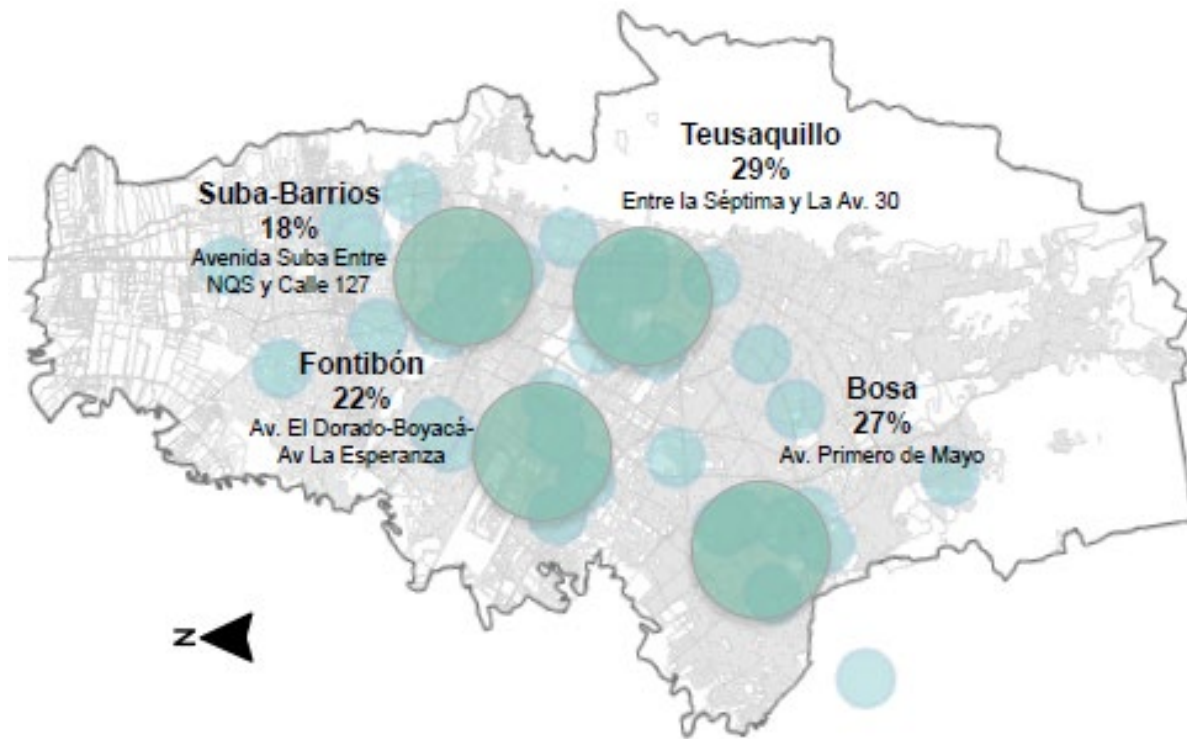 Teusaquillo
29%
Entre la Séptima y La Av. 30
Suba-Barrios
18%
Avenida Suba Entre
NQS y Calle 127
Fontibón
22%
Av. El Dorado-Boyacá-
Av La Esperanza
Bosa
27%
Av. Primero de Mayo
N